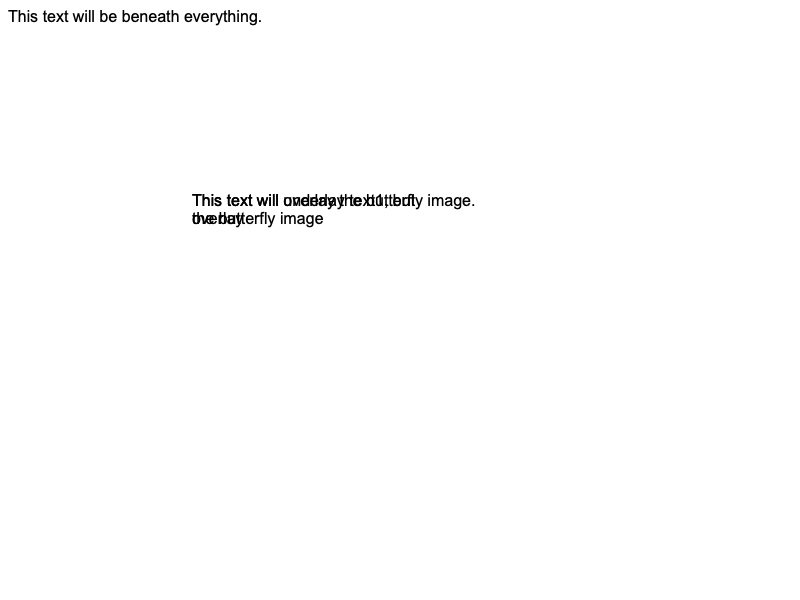 This text will be beneath everything.
This text will overlay the butterfly image.
This text will underlay text1, but
the butterfly image